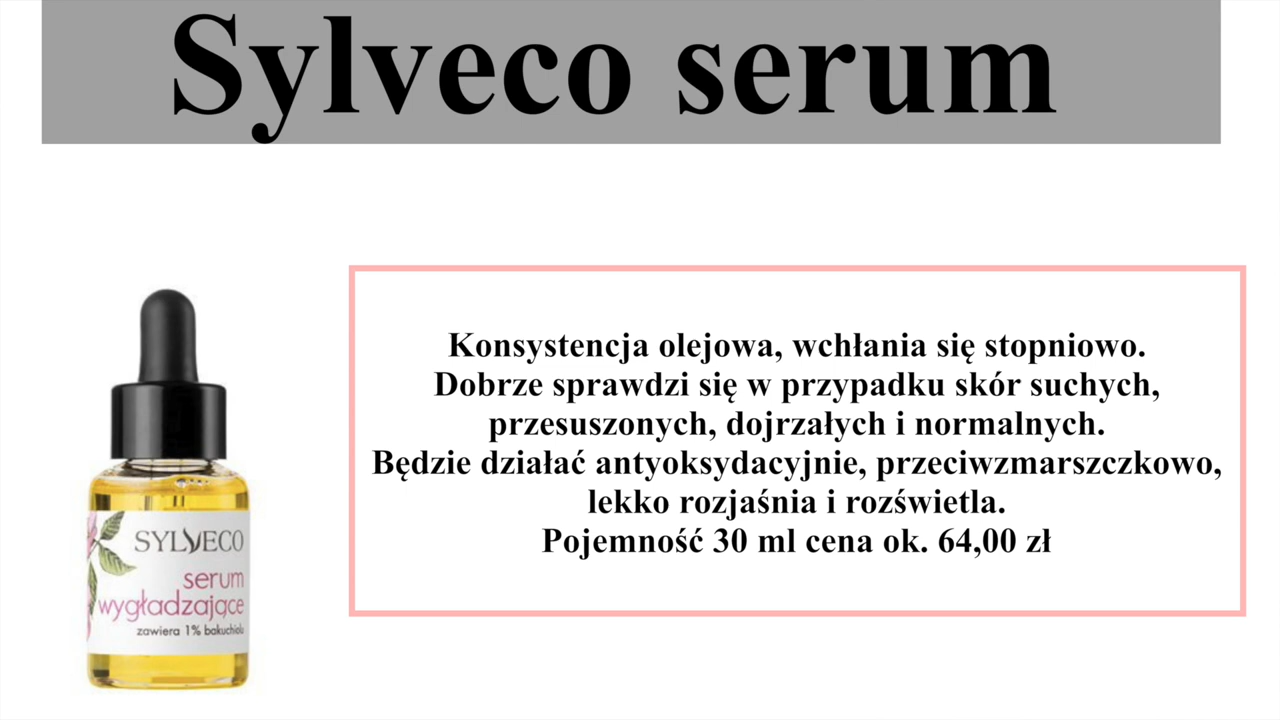 Sylveco serum
Konsystencja olejowa, wchłania się stopniowo.
Dobrze sprawdzi się w przypadku skór suchych,
przesuszonych, dojrzałych i normalnych.
Będzie działać antyoksydacyjnie, przeciwzmarszczkowo,
lekko rozjaśnia i rozświetla.
Pojemność 30 ml cena ok. 64,00 zł
SYLVECO
serum
wygładzające
zawiera 1% bakuchiolu